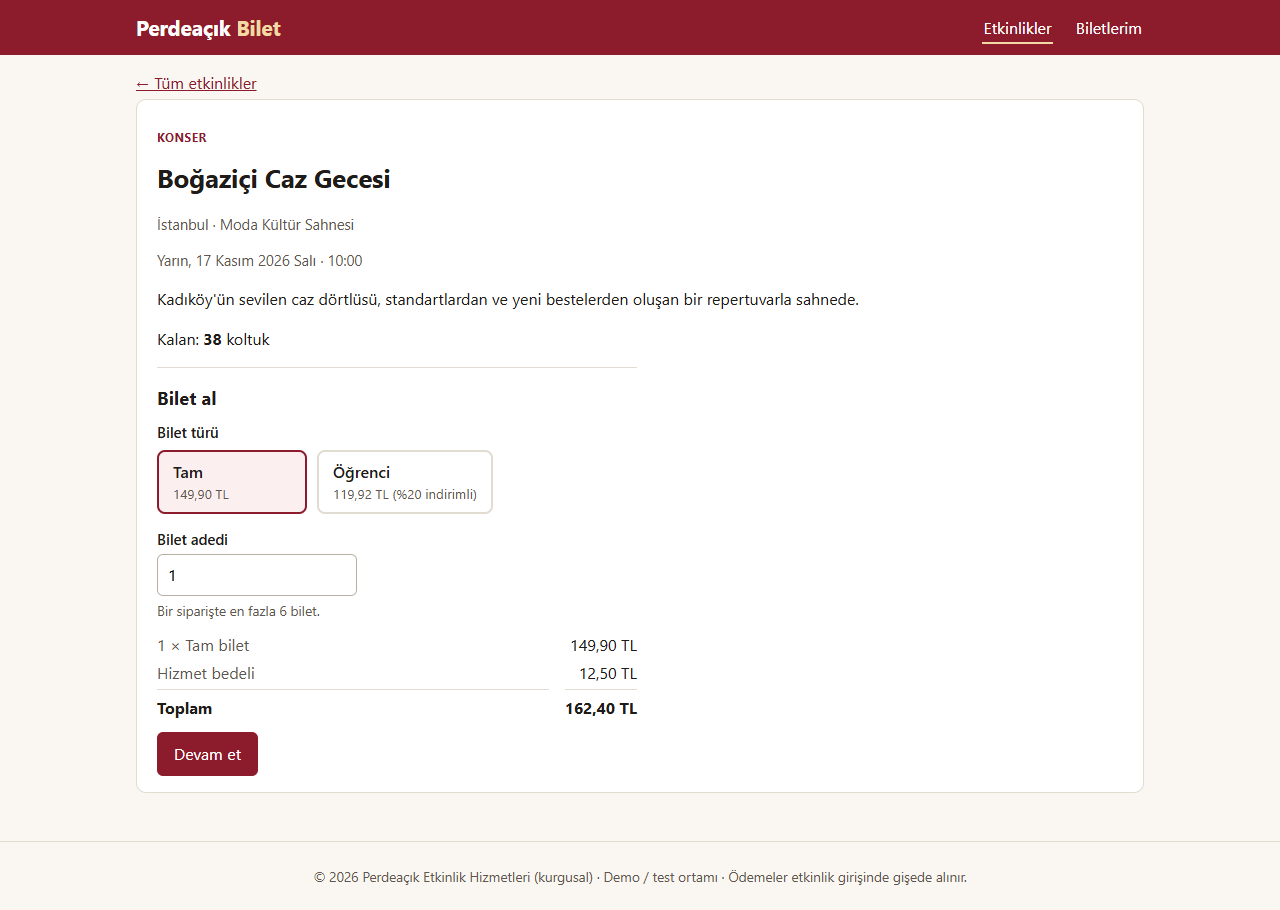 Perdeaçık Bilet
Etkinlikler
Biletlerim
← Tüm etkinlikler
KONSER
Boğaziçi Caz Gecesi
İstanbul · Moda Kültür Sahnesi
Yarın, 17 Kasım 2026 Salı · 10:00
Kadıköy'ün sevilen caz dörtlüsü, standartlardan ve yeni bestelerden oluşan bir repertuvarla sahnede.
Kalan: 38 koltuk
Bilet al
Bilet türü
Tam
149,90 TL
Öğrenci
119,92 TL (%20 indirimli)
Bilet adedi
1
Bir siparişte en fazla 6 bilet.
1 × Tam bilet 149,90 TL
Hizmet bedeli 12,50 TL
Toplam 162,40 TL
Devam et
© 2026 Perdeaçık Etkinlik Hizmetleri (kurgusal) · Demo / test ortamı · Ödemeler etkinlik girişinde gişede alınır.